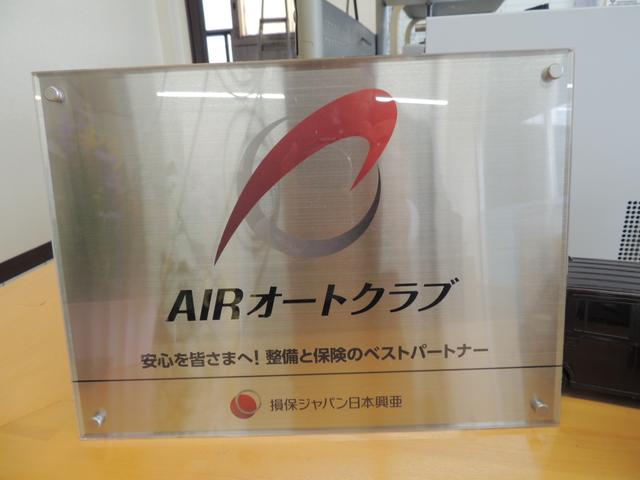 AIRオートクラブ
安心を皆さまへ!整備と保険のベストパートナー
損保ジャパン日本興亜